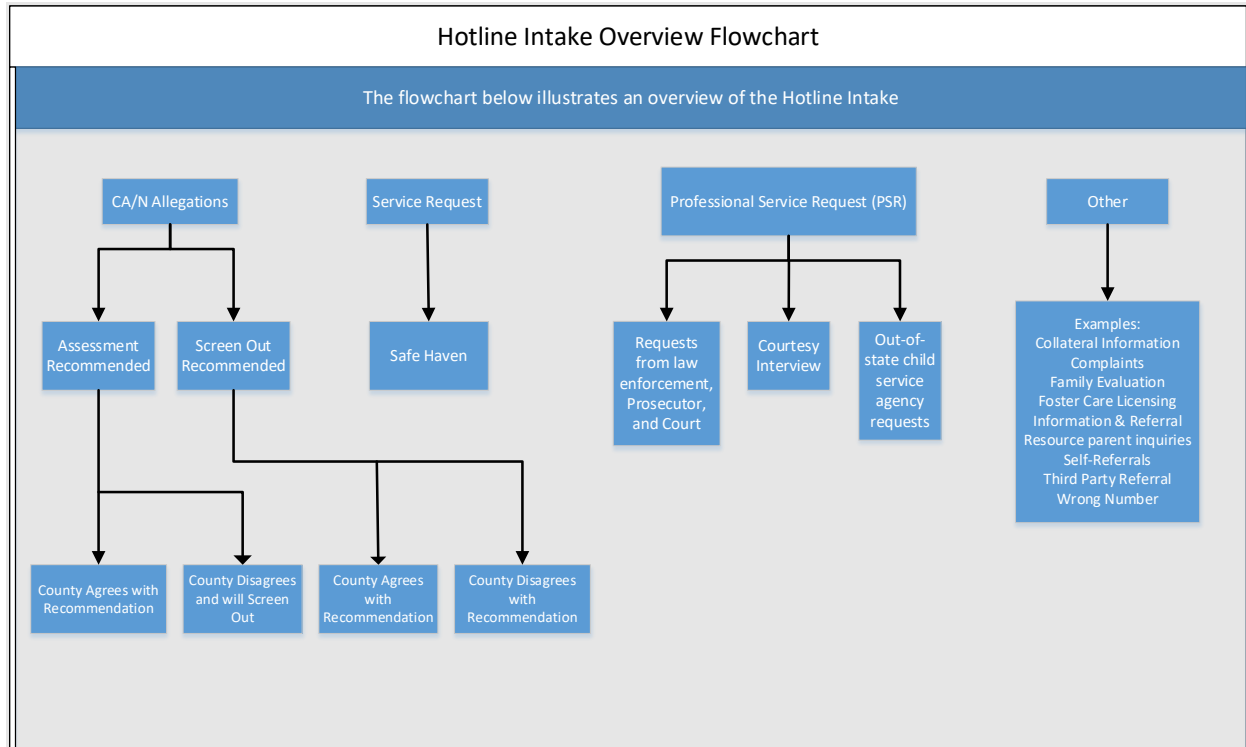 Hotline Intake Overview Flowchart
The flowchart below illustrates an overview of the Hotline Intake
CA/N Allegations
Service Request
Professional Service Request (PSR)
Other
Assessment
Recommended
Screen Out
Recommended
Safe Haven
Requests
from law
enforcement,
Prosecutor,
and Court
Courtesy
Interview
Out-of-
state child
service
agency
requests
Examples:
Collateral Information
Complaints
Family Evaluation
Foster Care Licensing
Information & Referral
Resource parent inquiries
Self-Referrals
Third Party Referral
Wrong Number
County Agrees with
Recommendation
County Disagrees
and will Screen
Out
County Agrees
with
Recommendation
County Disagrees
with
Recommendation